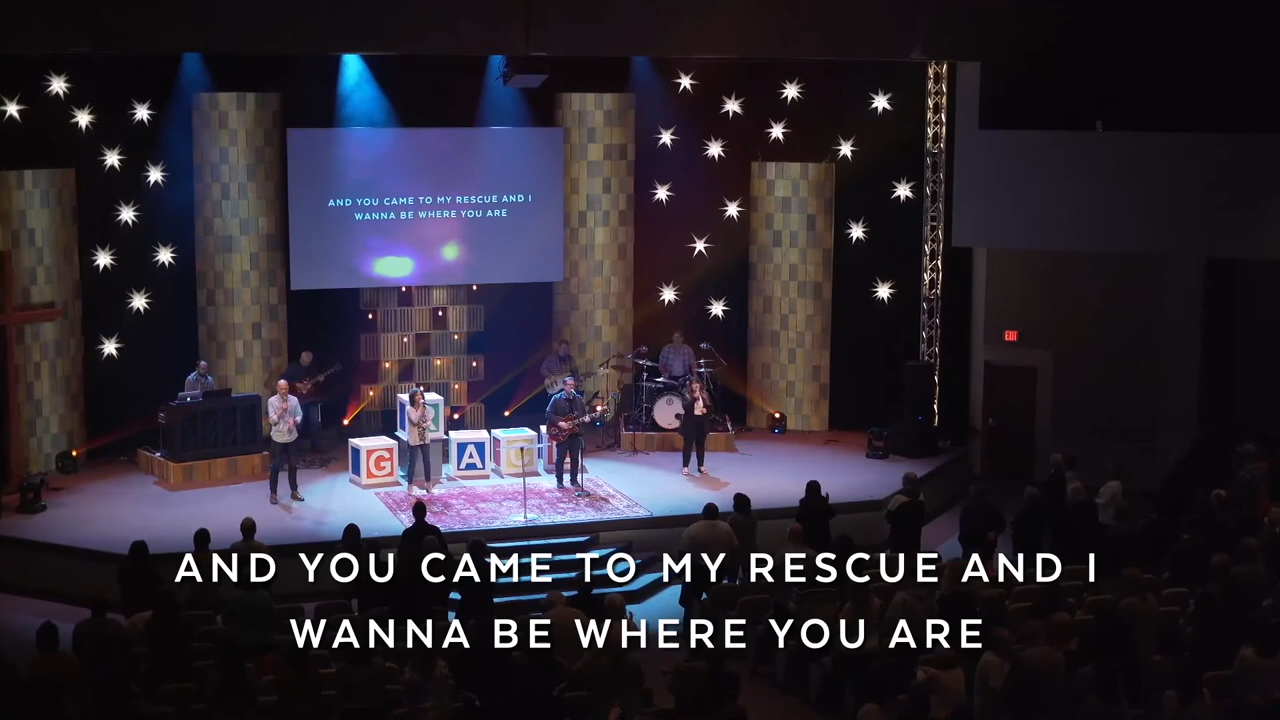 AND YOU CAME TO MY RESCUE AND I
WANNA BE WHERE YOU ARE
EXIT
G
A
C
AND YOU CAME TO MY RESCUE AND I
WANNA BE WHERE YOU ARE